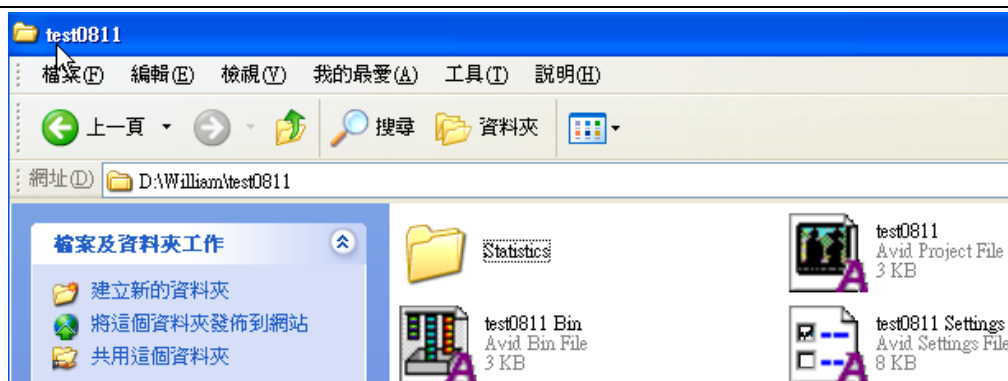 test0811
檔案(F) 編輯(E) 檢視(V) 我的最愛(A) 工具(T) 說明(H)
上一頁 搜尋 資料夾
網址(D) D:\William\test0811
檔案及資料夾工作
建立新的資料夾
將這個資料夾發佈到網站
共用這個資料夾
Statistics
test0811
Avid Project File
3 KB
test0811 Bin
Avid Bin File
3 KB
test0811 Settings
Avid Settings File
8 KB